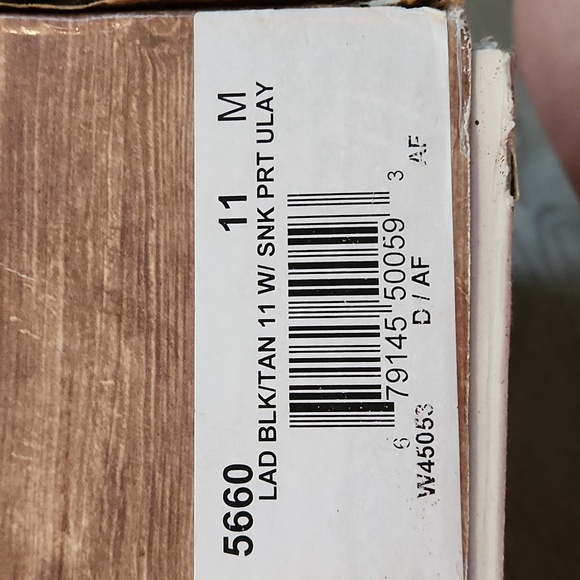 5660 11 M
LAD BLK/TAN 11 W/ SNK PRT ULAY
6 79145 50059 3
D / AF AF
W45053